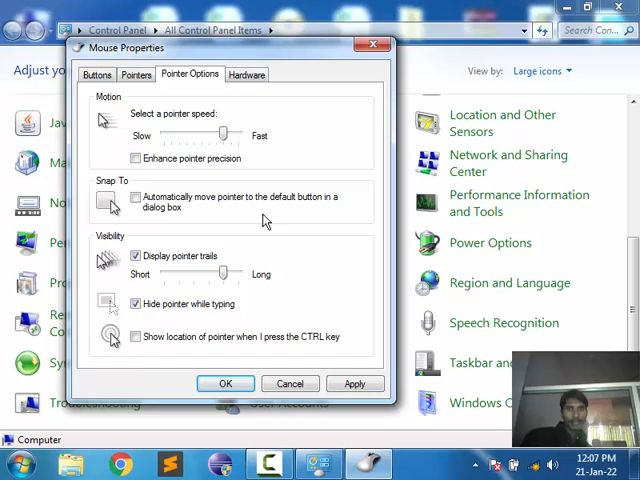 Control Panel
All Control Panel Items
Search Con...
Adjust you
View by:
Large icons
Mouse Properties
Buttons
Pointers
Pointer Options
Hardware
Motion
Select a pointer speed:
Slow
Fast
Enhance pointer precision
Snap To
Automatically move pointer to the default button in a
dialog box
Visibility
Display pointer trails
Short
Long
Hide pointer while typing
Show location of pointer when I press the CTRL key
OK
Cancel
Apply
Location and Other
Sensors
Network and Sharing
Center
Performance Information
and Tools
Power Options
Region and Language
Speech Recognition
Taskbar and
Windows
Troubleshooting
User Accounts
Computer
12:07 PM
21-Jan-22